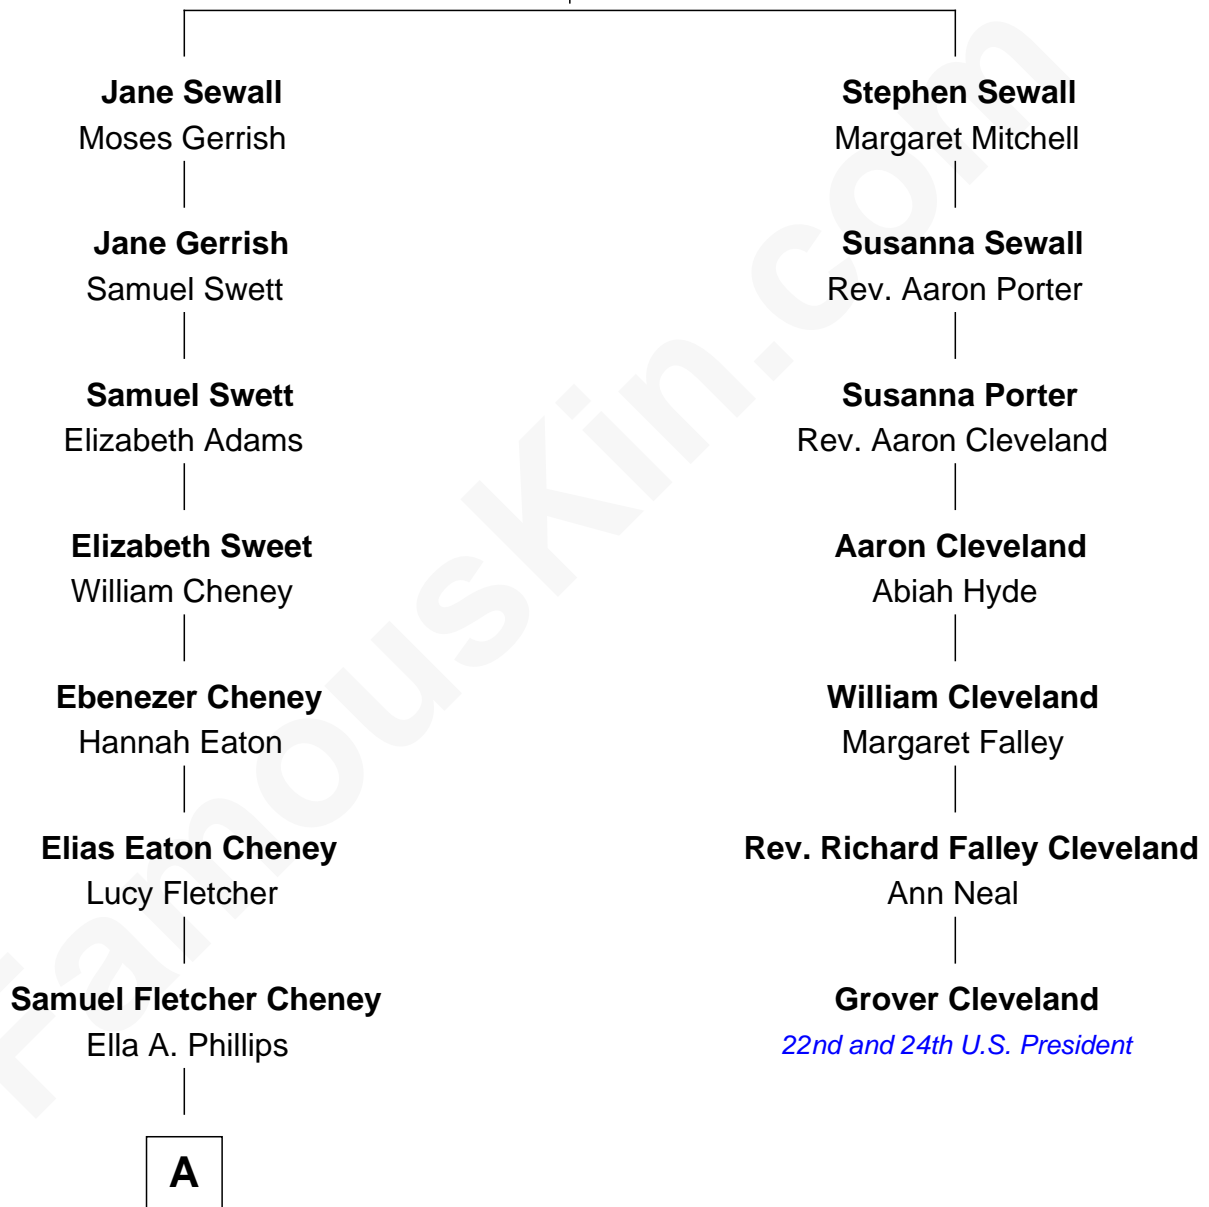 Jane Sewall
Moses Gerrish
Stephen Sewall
Margaret Mitchell
Jane Gerrish
Samuel Swett
Susanna Sewall
Rev. Aaron Porter
Samuel Swett
Elizabeth Adams
Susanna Porter
Rev. Aaron Cleveland
Elizabeth Sweet
William Cheney
Aaron Cleveland
Abiah Hyde
Ebenezer Cheney
Hannah Eaton
William Cleveland
Margaret Falley
Elias Eaton Cheney
Lucy Fletcher
Rev. Richard Falley Cleveland
Ann Neal
Samuel Fletcher Cheney
Ella A. Phillips
Grover Cleveland
22nd and 24th U.S. President
A
FamousKin.com